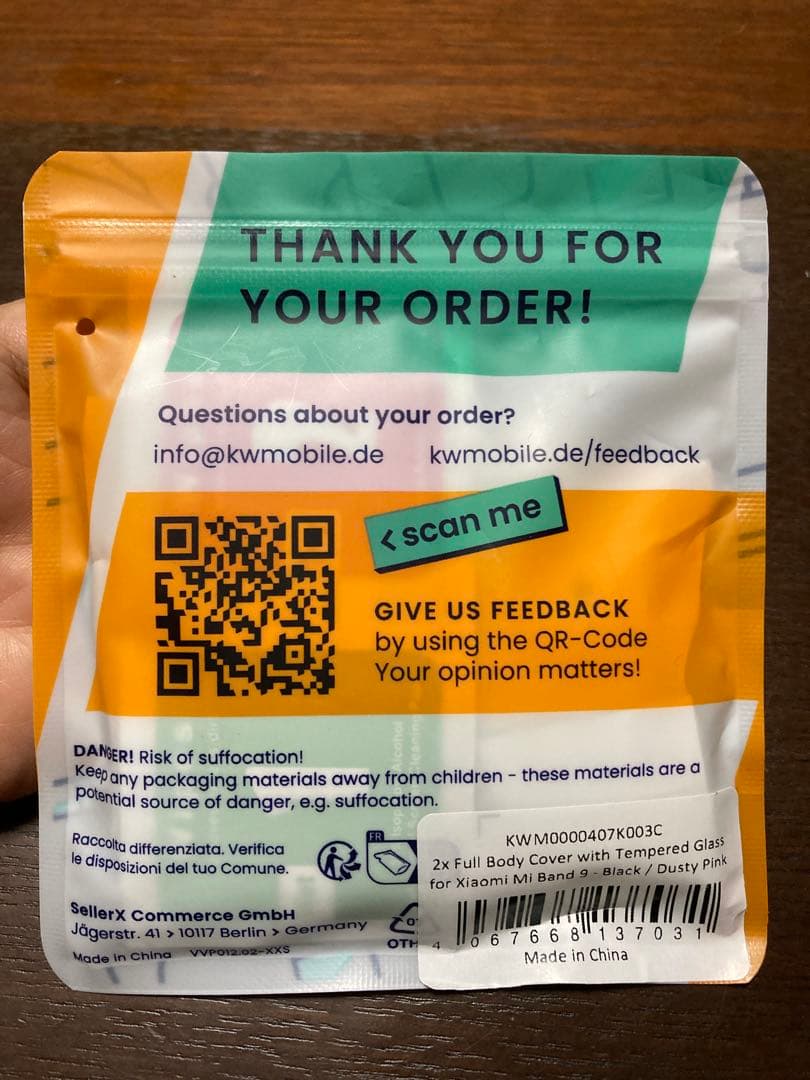 THANK YOU FOR
YOUR ORDER!
Questions about your order?
info@kwmobile.de kwmobile.de/feedback
< scan me
GIVE US FEEDBACK
by using the QR-Code
Your opinion matters!
DANGER! Risk of suffocation!
Keep any packaging materials away from children - these materials are a
potential source of danger, e.g. suffocation.
Raccolta differenziata. Verifica
le disposizioni del tuo Comune.
FR
SellerX Commerce GmbH
Jägerstr. 41 > 10117 Berlin > Germany
Made in China VVP012.02-XXS
KWM0000407K003C
2x Full Body Cover with Tempered Glass
for Xiaomi Mi Band 9 - Black / Dusty Pink
4 067668 137031
Made in China